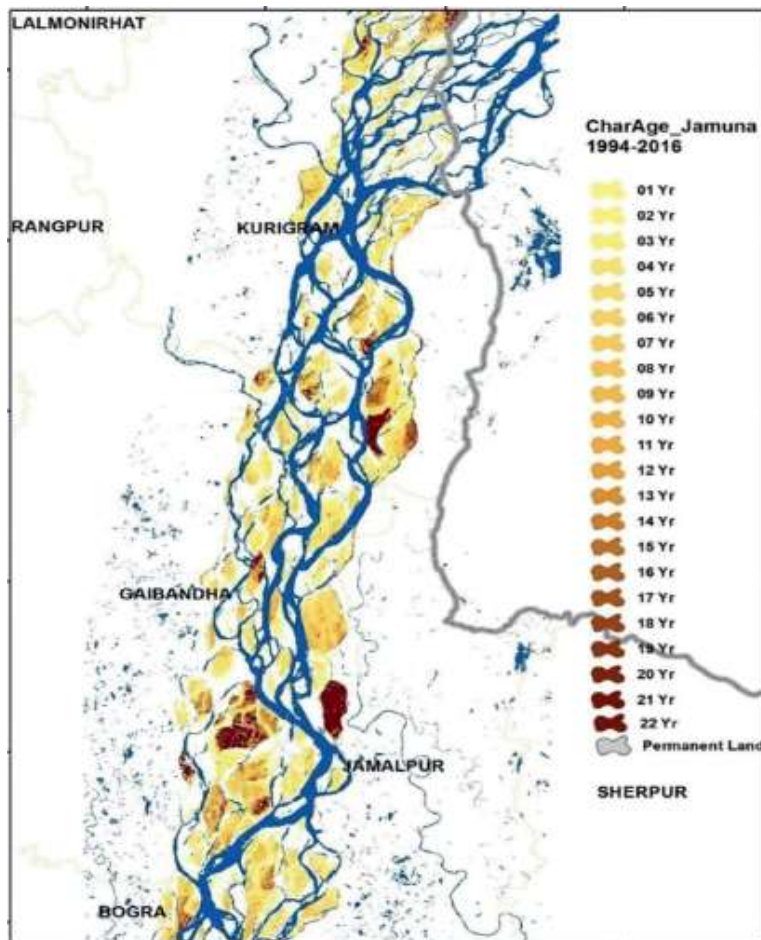 LALMONIRHAT
CharAge_Jamuna
1994-2016
01 Yr
02 Yr
03 Yr
RANGPUR
KURIGRAM
04 Yr
05 Yr
06 Yr
07 Yr
08 Yr
09 Yr
10 Yr
11 Yr
12 Yr
13 Yr
14 Yr
15 Yr
16 Yr
GAIBANDHA
17 Yr
18 Yr
19 Yr
20 Yr
21 Yr
22 Yr
Permanent Land
JAMALPUR
SHERPUR
BOGRA